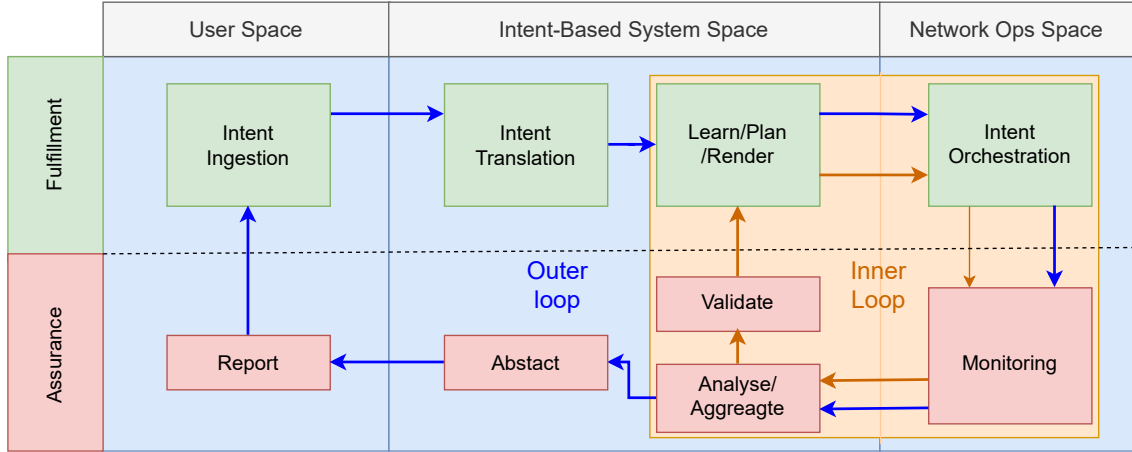 User Space
Intent-Based System Space
Network Ops Space
Fulfillment
Intent
Ingestion
Intent
Translation
Learn/Plan
/Render
Intent
Orchestration
Outer
loop
Inner
Loop
Assurance
Validate
Report
Abstact
Analyse/
Aggreagte
Monitoring